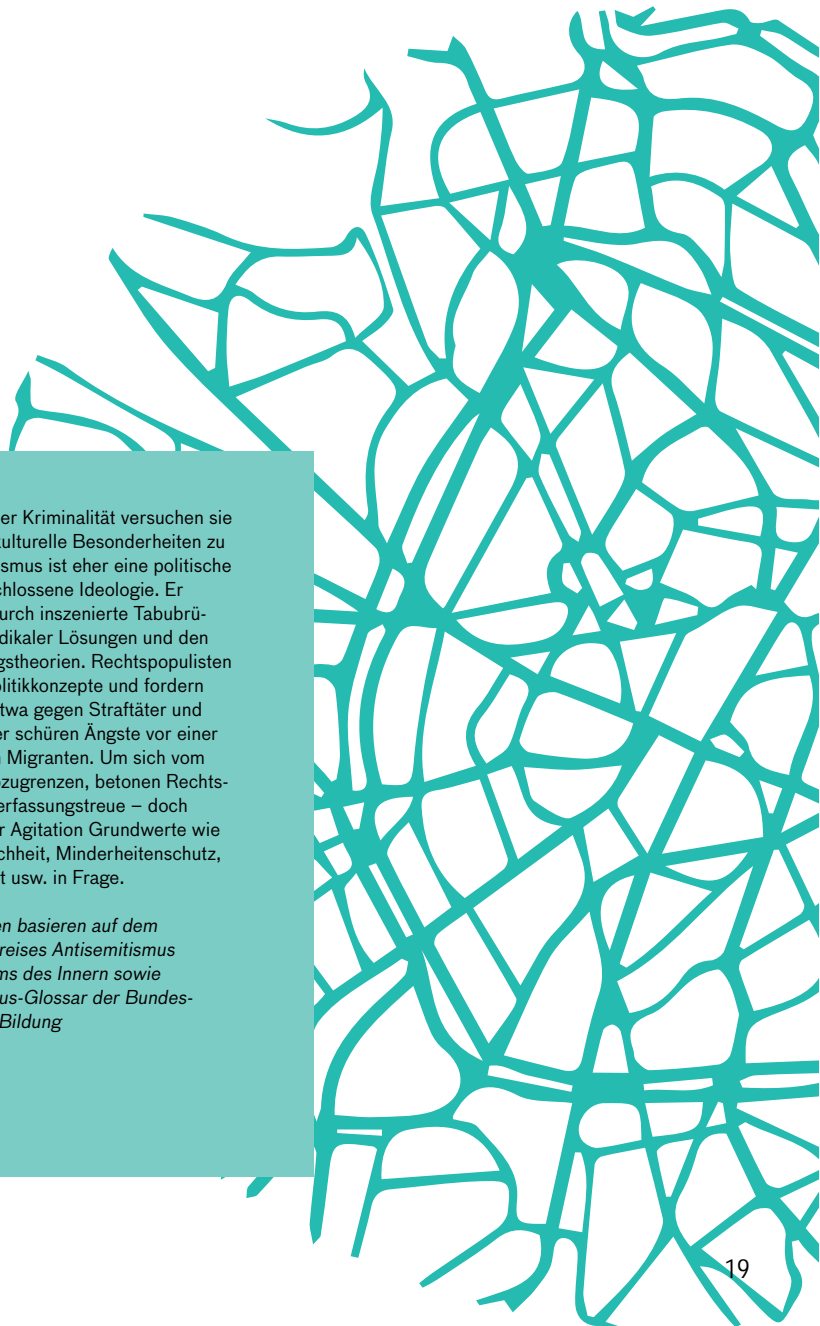 er Kriminalität versuchen sie
kulturelle Besonderheiten zu
smus ist eher eine politische
chlossene Ideologie. Er
urch inszenierte Tabubrü-
dikaler Lösungen und den
gstheorien. Rechtspopulisten
olitikkonzepte und fordern
etwa gegen Straftäter und
er schüren Ängste vor einer
n Migranten. Um sich vom
bzugrenzen, betonen Rechts-
erfassungstreue – doch
r Agitation Grundwerte wie
chheit, Minderheitenschutz,
t usw. in Frage.
en basieren auf dem
reises Antisemitismus
ms des Innern sowie
us-Glossar der Bundes-
Bildung
19